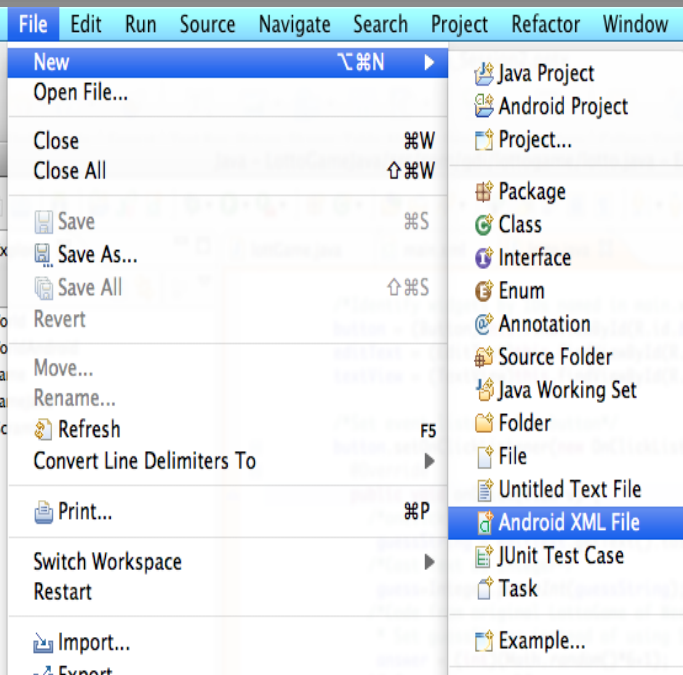 File Edit Run Source Navigate Search Project Refactor Window
New ⌥⌘N ▶
Open File...
Close ⌘W
Close All ⇧⌘W
Save ⌘S
Save As...
Save All ⇧⌘S
Revert
Move...
Rename...
Refresh F5
Convert Line Delimiters To ▶
Print... ⌘P
Switch Workspace ▶
Restart
Import...
Export
Java Project
Android Project
Project...
Package
Class
Interface
Enum
Annotation
Source Folder
Java Working Set
Folder
File
Untitled Text File
Android XML File
JUnit Test Case
Task
Example...